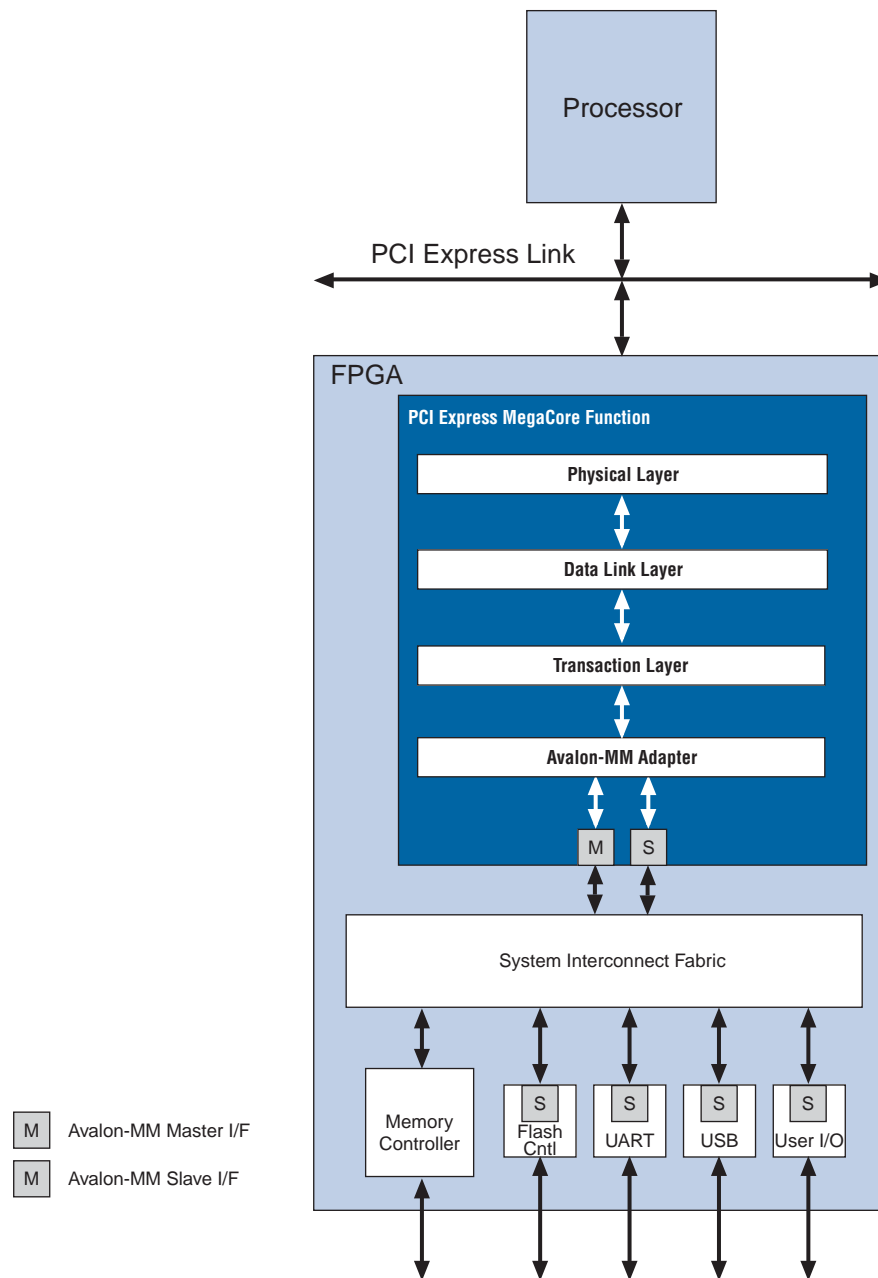 Processor
PCI Express Link
FPGA
PCI Express MegaCore Function
Physical Layer
Data Link Layer
Transaction Layer
Avalon-MM Adapter
M
S
System Interconnect Fabric
Memory
Controller
S
Flash
Cntl
S
UART
S
USB
S
User I/O
M Avalon-MM Master I/F
M Avalon-MM Slave I/F